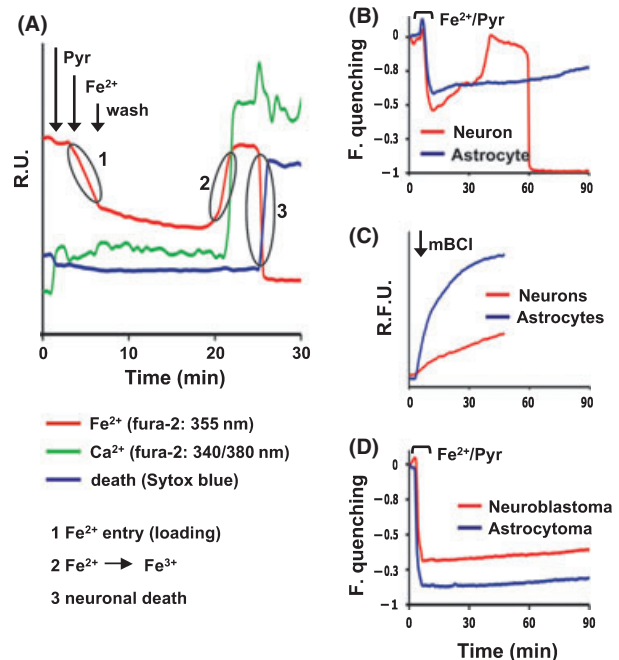 (A)
Pyr
Fe²⁺
wash
1
2
3
R.U.
0
10
20
30
Time (min)
Fe²⁺ (fura-2: 355 nm)
Ca²⁺ (fura-2: 340/380 nm)
death (Sytox blue)
1 Fe²⁺ entry (loading)
2 Fe²⁺ → Fe³⁺
3 neuronal death
(B)
Fe²⁺/Pyr
0
−0.8
−0.5
−0.3
−1
F. quenching
Neuron
Astrocyte
0
30
60
90
(C)
mBCl
R.F.U.
Neurons
Astrocytes
0
30
60
90
(D)
Fe²⁺/Pyr
0
−0.8
−0.5
−0.3
−1
F. quenching
Neuroblastoma
Astrocytoma
0
30
60
90
Time (min)